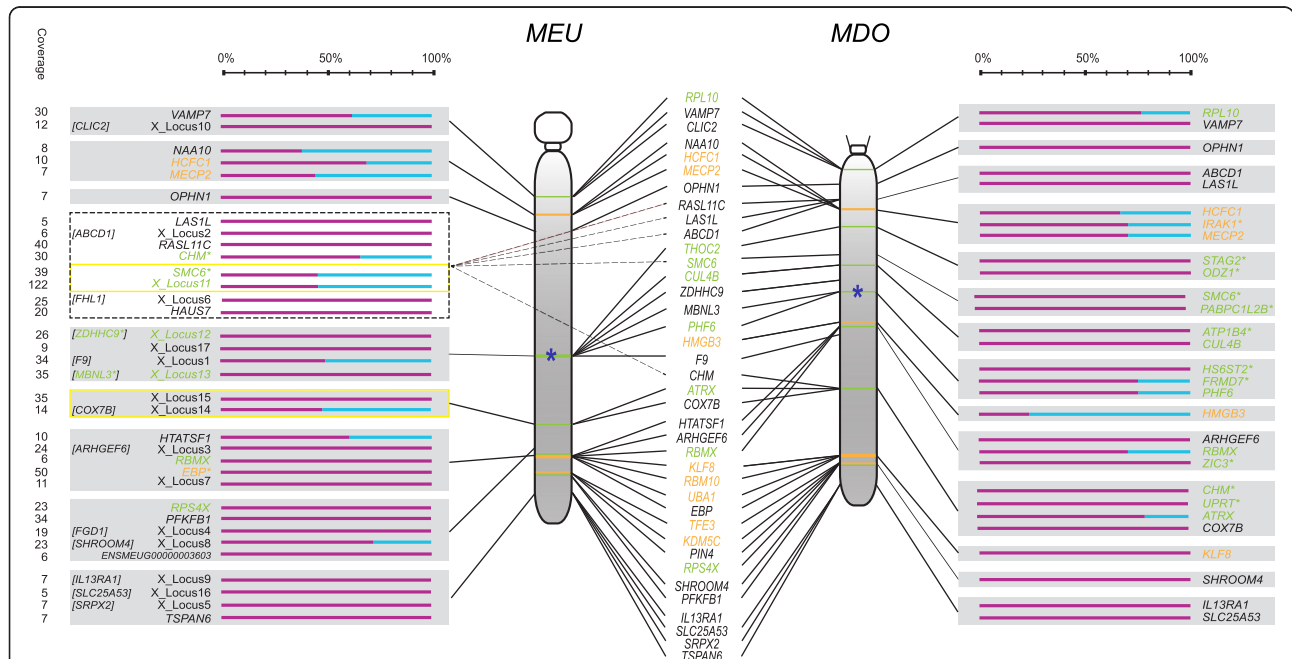 MEU MDO
Coverage
0% 50% 100%
0% 50% 100%
30 VAMP7
12 [CLIC2] X_Locus10
8 NAA10
10 HCFC1
7 MECP2
7 OPHN1
5 LAS1L
6 [ABCD1] X_Locus2
40 RASL11C
30 CHM*
39 SMC6*
122 X_Locus11
25 [FHL1] X_Locus6
20 HAUS7
26 [ZDHHC9*] X_Locus12
9 X_Locus17
34 [F9] X_Locus1
35 [MBNL3*] X_Locus13
35 X_Locus15
14 [COX7B] X_Locus14
10 HTATSF1
24 [ARHGEF6] X_Locus3
6 RBMX
50 EBP*
11 X_Locus7
23 RPS4X
34 PFKFB1
19 [FGD1] X_Locus4
23 [SHROOM4] X_Locus8
6 ENSMEUG00000003603
7 [IL13RA1] X_Locus9
5 [SLC25A53] X_Locus16
7 [SRPX2] X_Locus5
7 TSPAN6
*
RPL10
VAMP7
CLIC2
NAA10
HCFC1
MECP2
OPHN1
RASL11C
LAS1L
ABCD1
THOC2
SMC6
CUL4B
ZDHHC9
MBNL3
PHF6
HMGB3
F9
CHM
ATRX
COX7B
HTATSF1
ARHGEF6
RBMX
KLF8
RBM10
UBA1
EBP
TFE3
KDM5C
PIN4
RPS4X
SHROOM4
PFKFB1
IL13RA1
SLC25A53
SRPX2
TSPAN6
*
RPL10
VAMP7
OPHN1
ABCD1
LAS1L
HCFC1
IRAK1*
MECP2
STAG2*
ODZ1*
SMC6*
PABPC1L2B*
ATP1B4*
CUL4B
HS6ST2*
FRMD7*
PHF6
HMGB3
ARHGEF6
RBMX
ZIC3*
CHM*
UPRT*
ATRX
COX7B
KLF8
SHROOM4
IL13RA1
SLC25A53